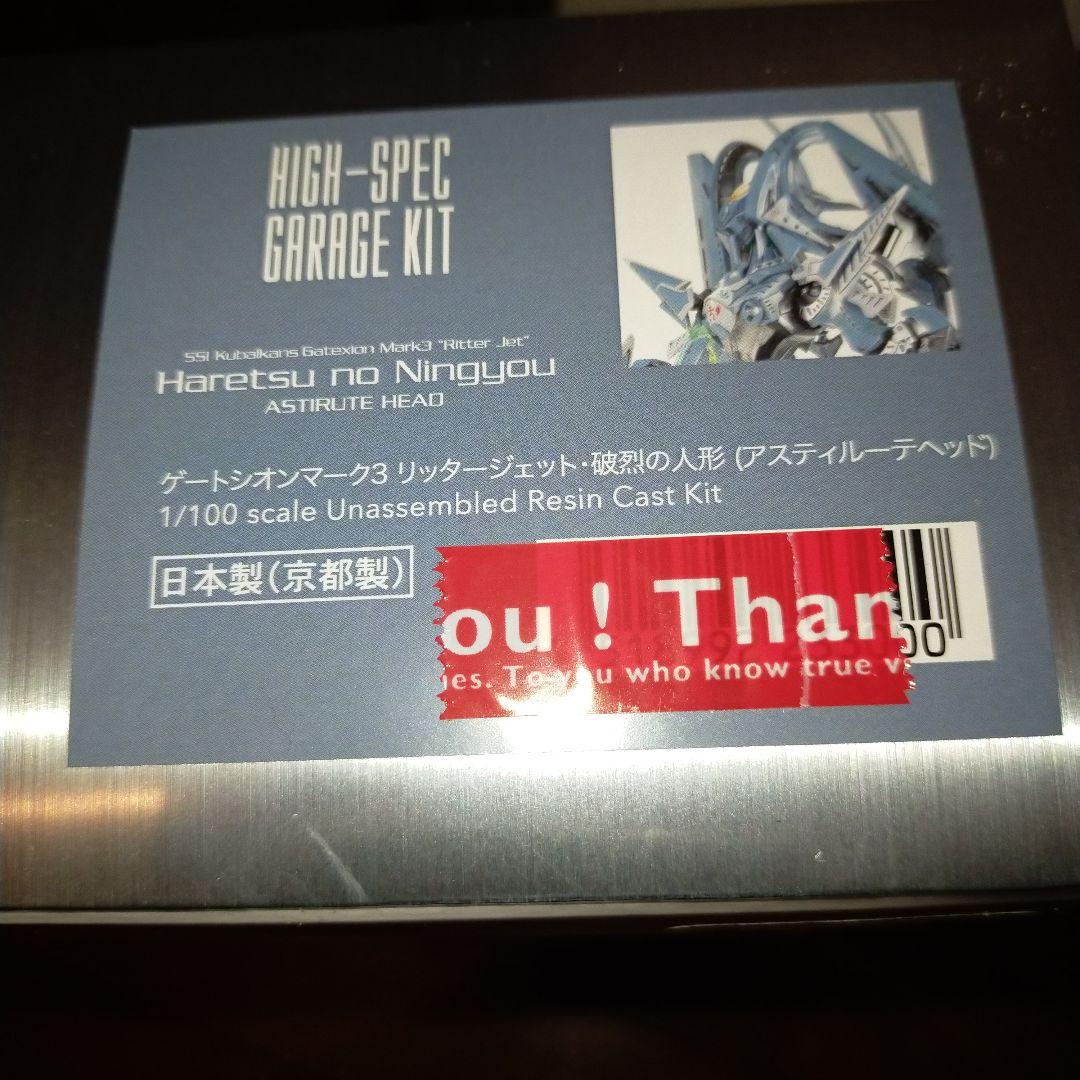 HIGH-SPEC
GARAGE KIT
SSI Kubalkans Gatexion Mark3 "Ritter Jet"
Haretsu no Ningyou
ASTIRUTE HEAD
ゲートシオンマーク3 リッタージェット・破烈の人形 (アスティルーテヘッド)
1/100 scale Unassembled Resin Cast Kit
日本製(京都製)
ou ! Than
ies. To you who know true v
00